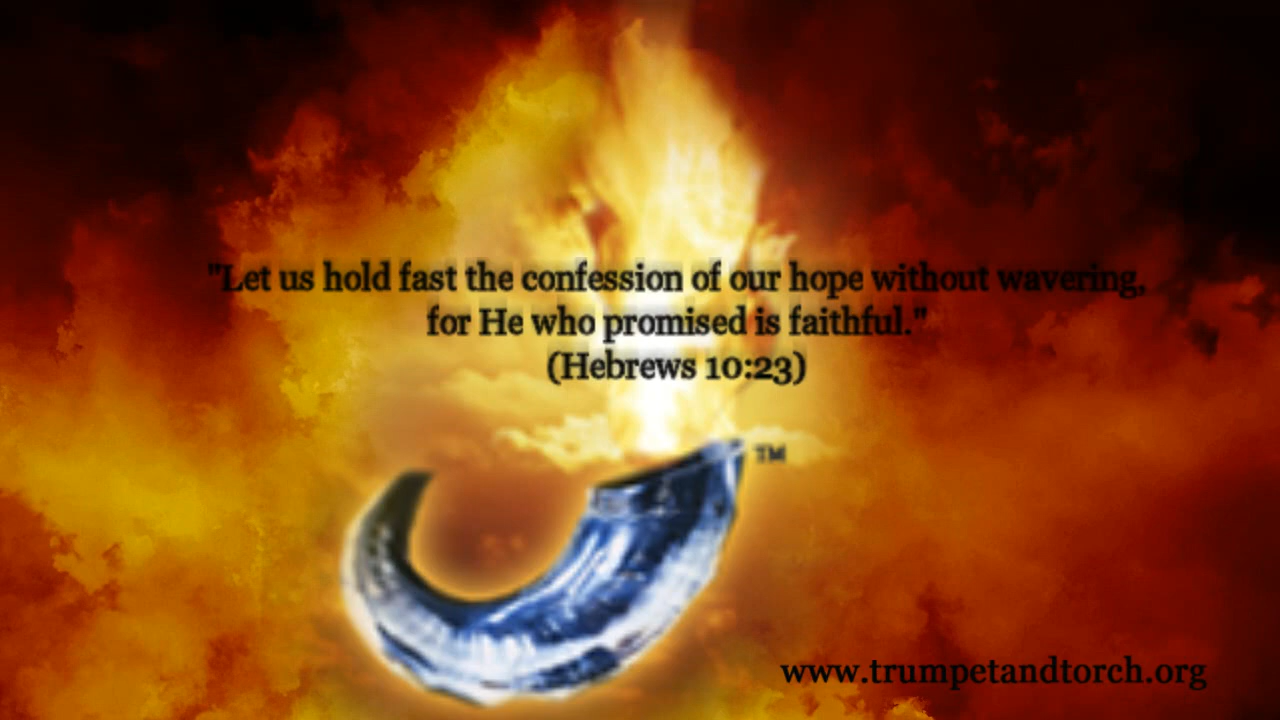 "Let us hold fast the confession of our hope without wavering,
for He who promised is faithful."
(Hebrews 10:23)
TM
www.trumpetandtorch.org